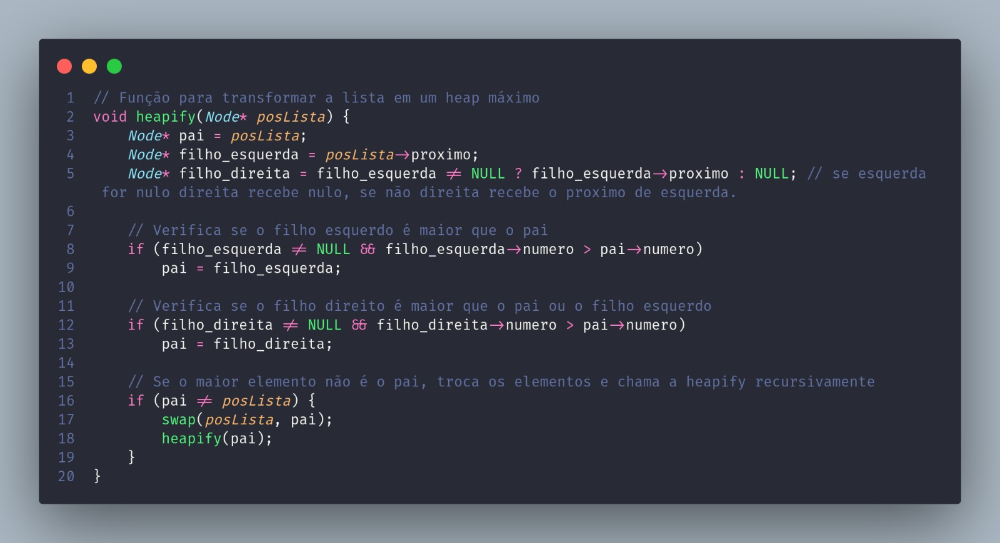 1 // Função para transformar a lista em um heap máximo
2 void heapify(Node* posLista) {
3     Node* pai = posLista;
4     Node* filho_esquerda = posLista->proximo;
5     Node* filho_direita = filho_esquerda != NULL ? filho_esquerda->proximo : NULL; // se esquerda
for nulo direita recebe nulo, se não direita recebe o proximo de esquerda.
6
7     // Verifica se o filho esquerdo é maior que o pai
8     if (filho_esquerda != NULL && filho_esquerda->numero > pai->numero)
9         pai = filho_esquerda;
10
11     // Verifica se o filho direito é maior que o pai ou o filho esquerdo
12     if (filho_direita != NULL && filho_direita->numero > pai->numero)
13         pai = filho_direita;
14
15     // Se o maior elemento não é o pai, troca os elementos e chama a heapify recursivamente
16     if (pai != posLista) {
17         swap(posLista, pai);
18         heapify(pai);
19     }
20 }